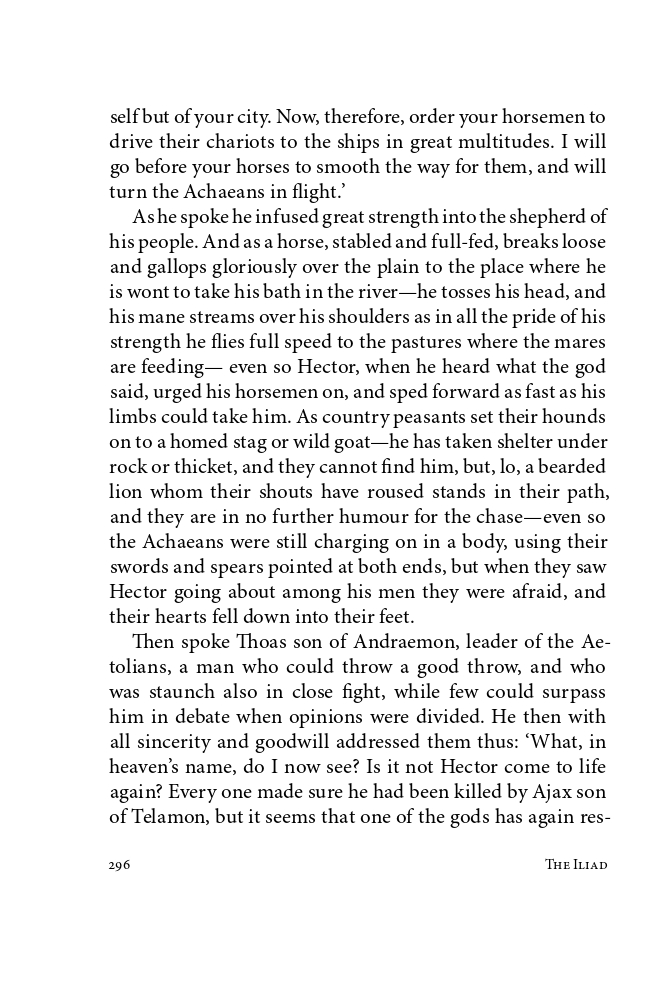 self but of your city. Now, therefore, order your horsemen to
drive their chariots to the ships in great multitudes. I will
go before your horses to smooth the way for them, and will
turn the Achaeans in flight.’
As he spoke he infused great strength into the shepherd of
his people. And as a horse, stabled and full-fed, breaks loose
and gallops gloriously over the plain to the place where he
is wont to take his bath in the river—he tosses his head, and
his mane streams over his shoulders as in all the pride of his
strength he flies full speed to the pastures where the mares
are feeding— even so Hector, when he heard what the god
said, urged his horsemen on, and sped forward as fast as his
limbs could take him. As country peasants set their hounds
on to a homed stag or wild goat—he has taken shelter under
rock or thicket, and they cannot find him, but, lo, a bearded
lion whom their shouts have roused stands in their path,
and they are in no further humour for the chase—even so
the Achaeans were still charging on in a body, using their
swords and spears pointed at both ends, but when they saw
Hector going about among his men they were afraid, and
their hearts fell down into their feet.
Then spoke Thoas son of Andraemon, leader of the Ae-
tolians, a man who could throw a good throw, and who
was staunch also in close fight, while few could surpass
him in debate when opinions were divided. He then with
all sincerity and goodwill addressed them thus: ‘What, in
heaven’s name, do I now see? Is it not Hector come to life
again? Every one made sure he had been killed by Ajax son
of Telamon, but it seems that one of the gods has again res-
296 The Iliad